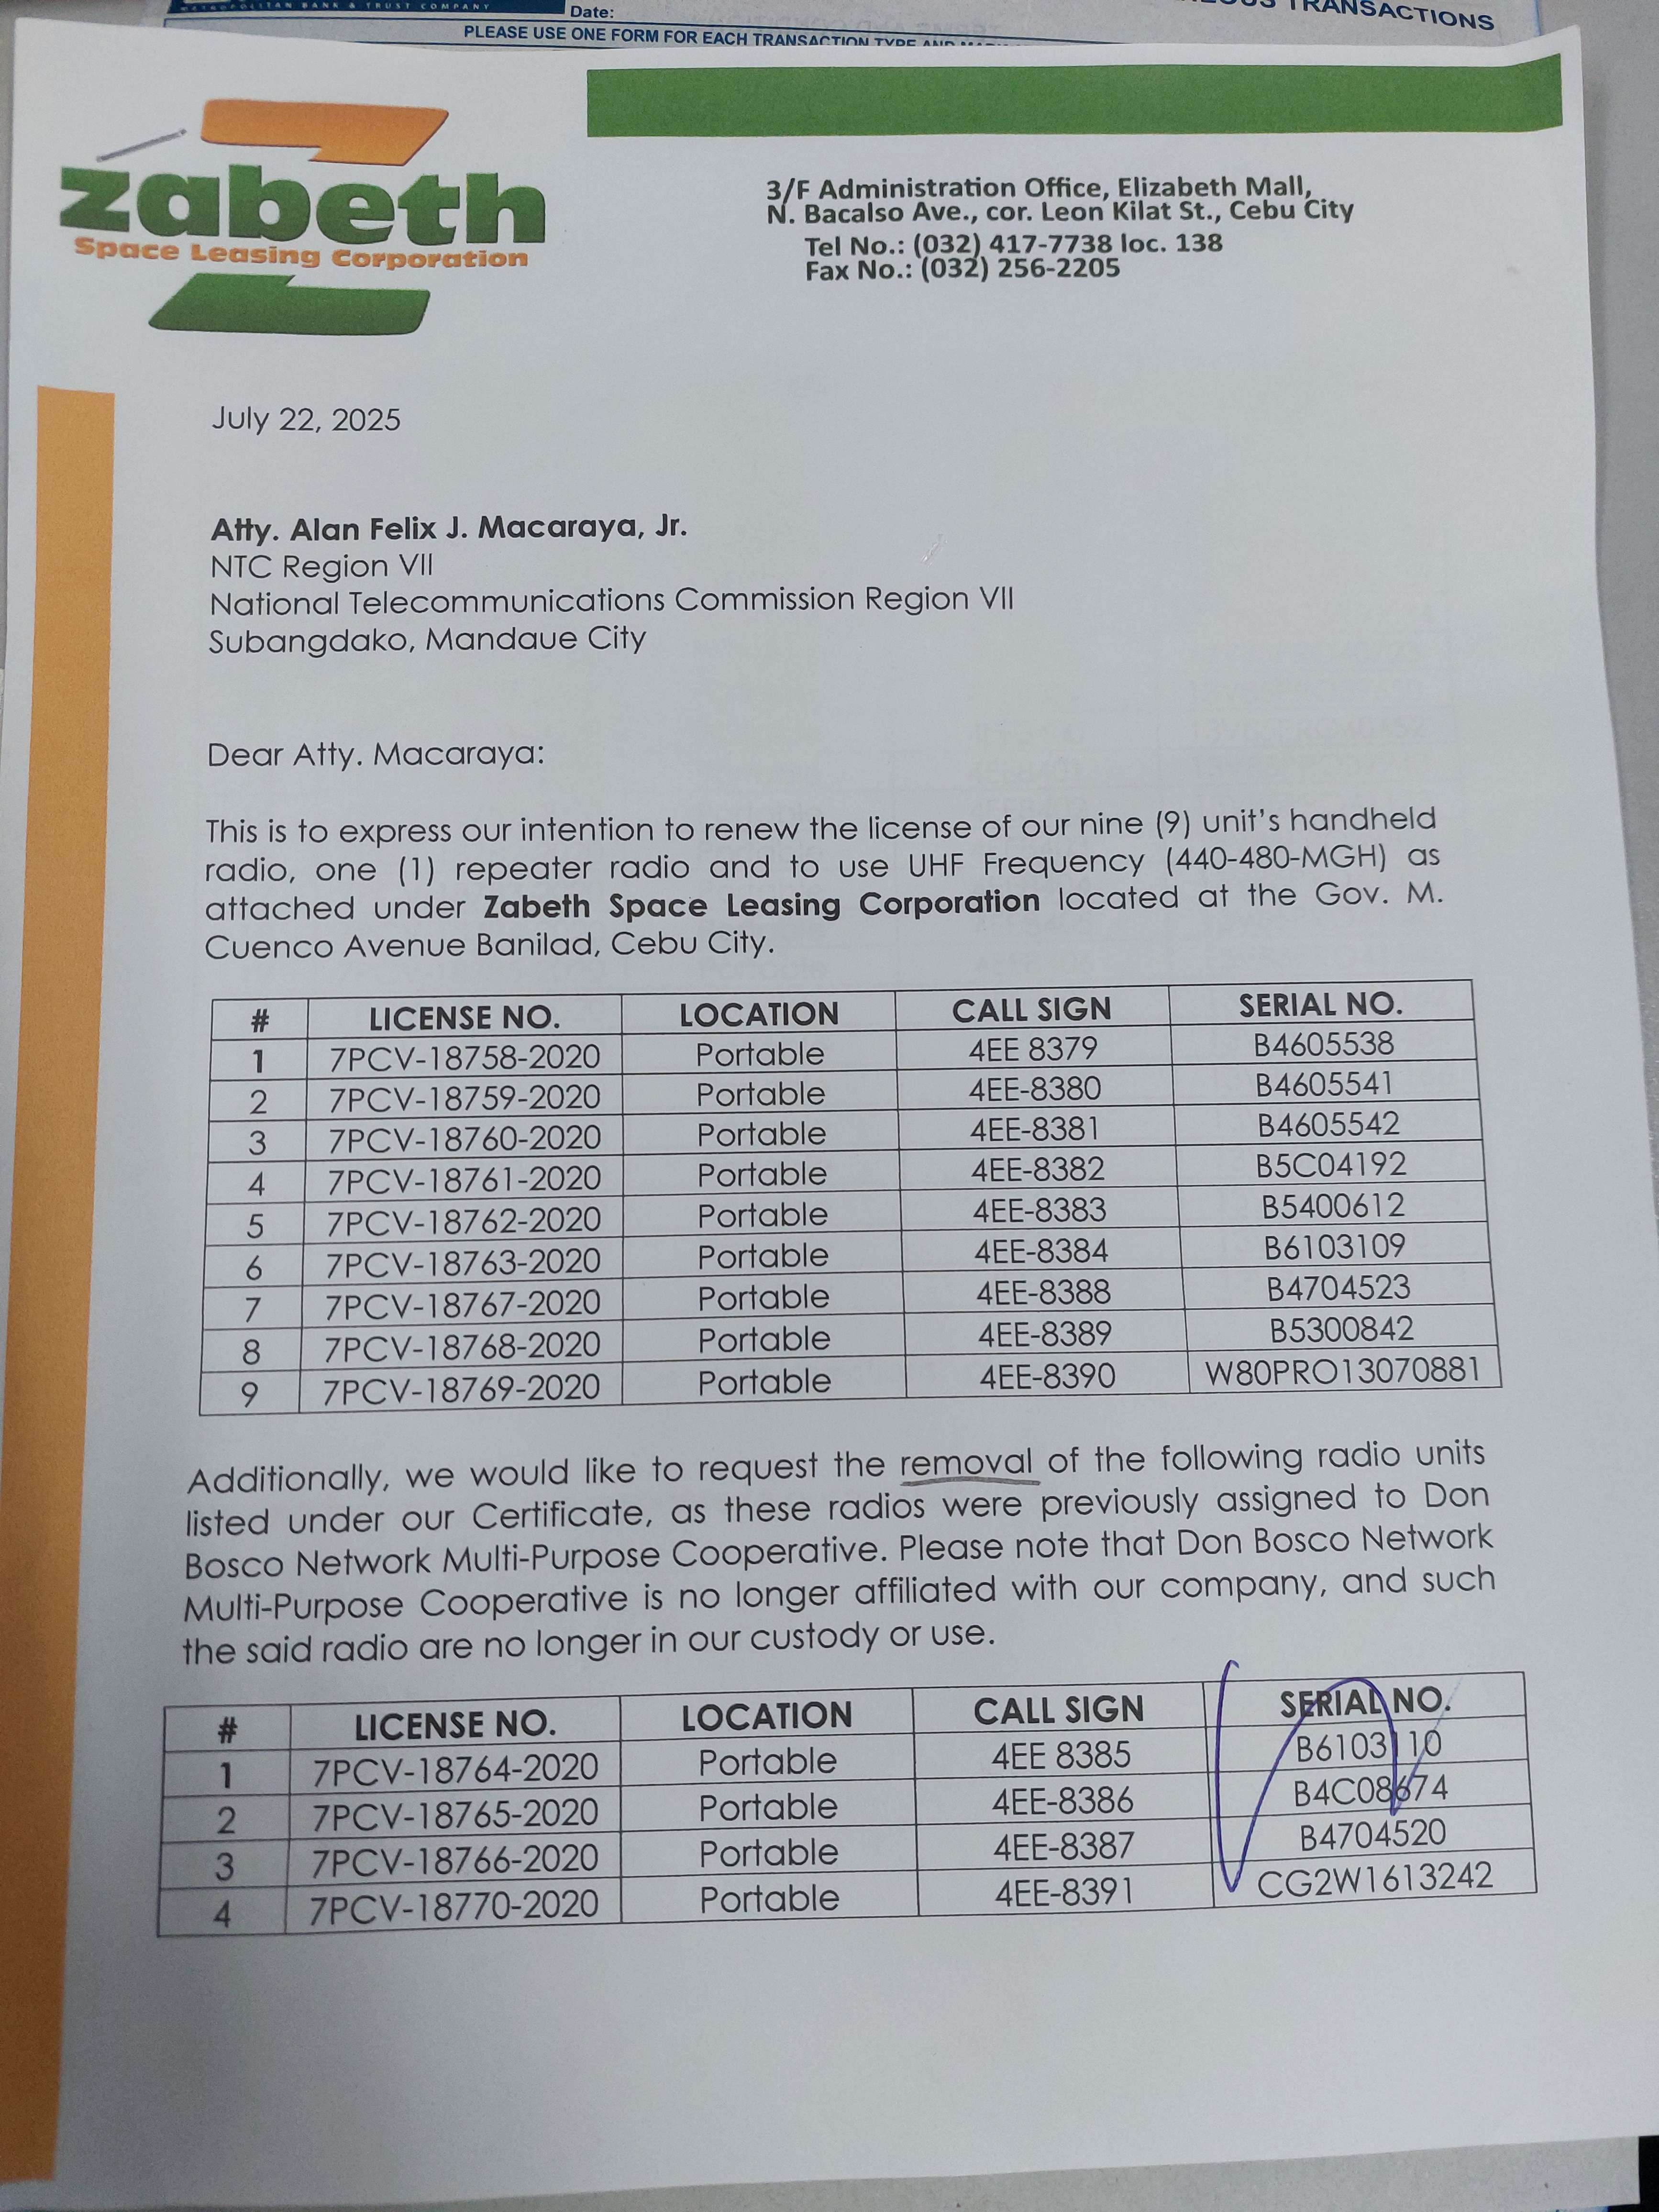 METROPOLITAN BANK & TRUST COMPANY
Date:
TRANSACTIONS
PLEASE USE ONE FORM FOR EACH TRANSACTION TYPE AND
zabeth
Space Leasing Corporation
3/F Administration Office, Elizabeth Mall,
N. Bacalso Ave., cor. Leon Kilat St., Cebu City
Tel No.: (032) 417-7738 loc. 138
Fax No.: (032) 256-2205
July 22, 2025
Atty. Alan Felix J. Macaraya, Jr.
NTC Region VII
National Telecommunications Commission Region VII
Subangdako, Mandaue City
Dear Atty. Macaraya:
This is to express our intention to renew the license of our nine (9) unit's handheld
radio, one (1) repeater radio and to use UHF Frequency (440-480-MGH) as
attached under Zabeth Space Leasing Corporation located at the Gov. M.
Cuenco Avenue Banilad, Cebu City.
# LICENSE NO. LOCATION CALL SIGN SERIAL NO.
1 7PCV-18758-2020 Portable 4EE 8379 B4605538
2 7PCV-18759-2020 Portable 4EE-8380 B4605541
3 7PCV-18760-2020 Portable 4EE-8381 B4605542
4 7PCV-18761-2020 Portable 4EE-8382 B5C04192
5 7PCV-18762-2020 Portable 4EE-8383 B5400612
6 7PCV-18763-2020 Portable 4EE-8384 B6103109
7 7PCV-18767-2020 Portable 4EE-8388 B4704523
8 7PCV-18768-2020 Portable 4EE-8389 B5300842
9 7PCV-18769-2020 Portable 4EE-8390 W80PRO13070881
Additionally, we would like to request the removal of the following radio units
listed under our Certificate, as these radios were previously assigned to Don
Bosco Network Multi-Purpose Cooperative. Please note that Don Bosco Network
Multi-Purpose Cooperative is no longer affiliated with our company, and such
the said radio are no longer in our custody or use.
# LICENSE NO. LOCATION CALL SIGN SERIAL NO.
1 7PCV-18764-2020 Portable 4EE 8385 B6103110
2 7PCV-18765-2020 Portable 4EE-8386 B4C08674
3 7PCV-18766-2020 Portable 4EE-8387 B4704520
4 7PCV-18770-2020 Portable 4EE-8391 CG2W1613242